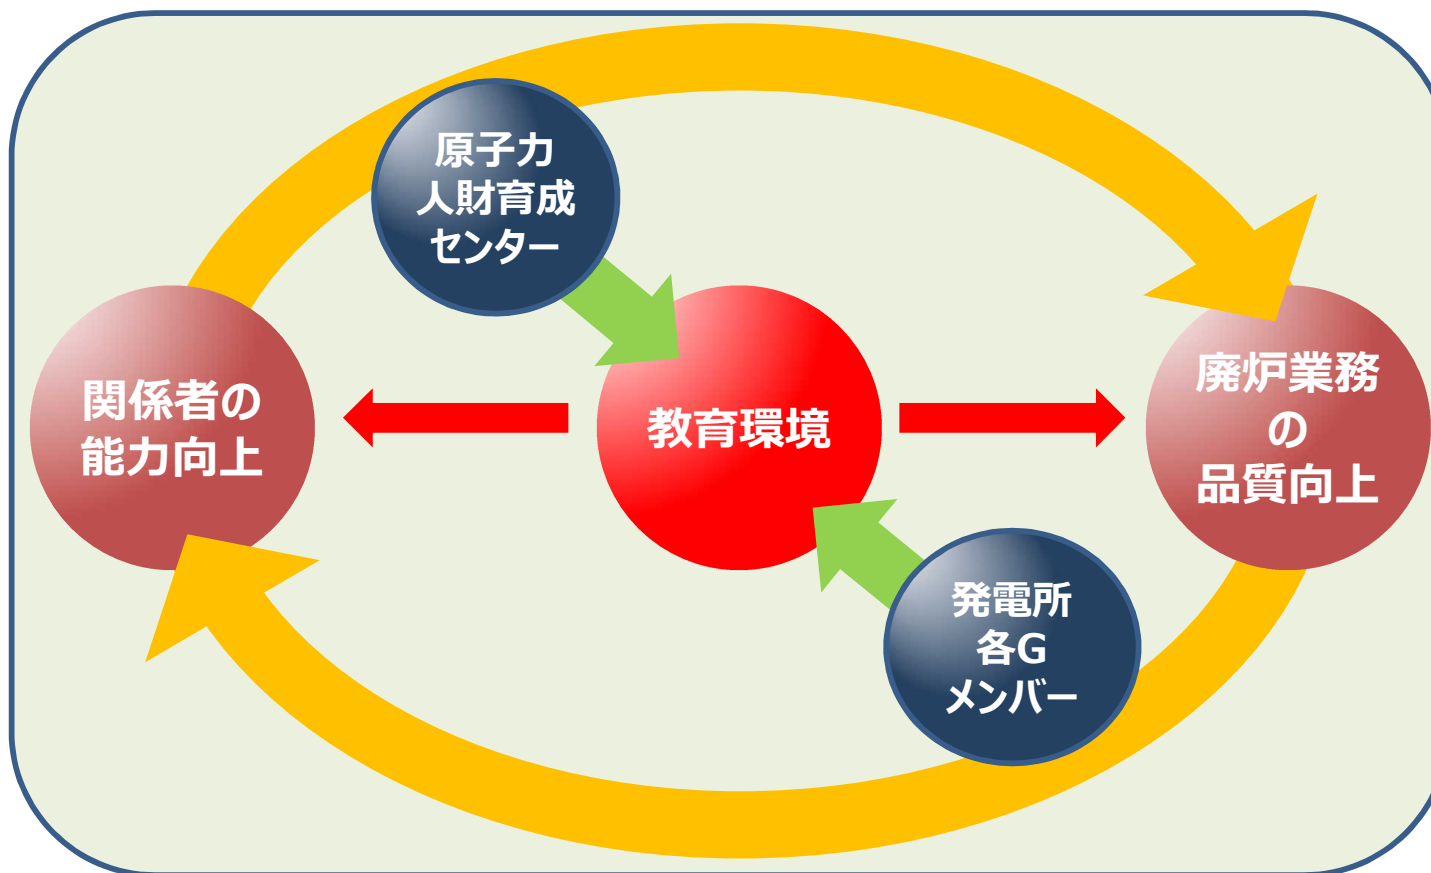 原子力
人財育成
センター
関係者の
能力向上
教育環境
廃炉業務
の
品質向上
発電所
各G
メンバー